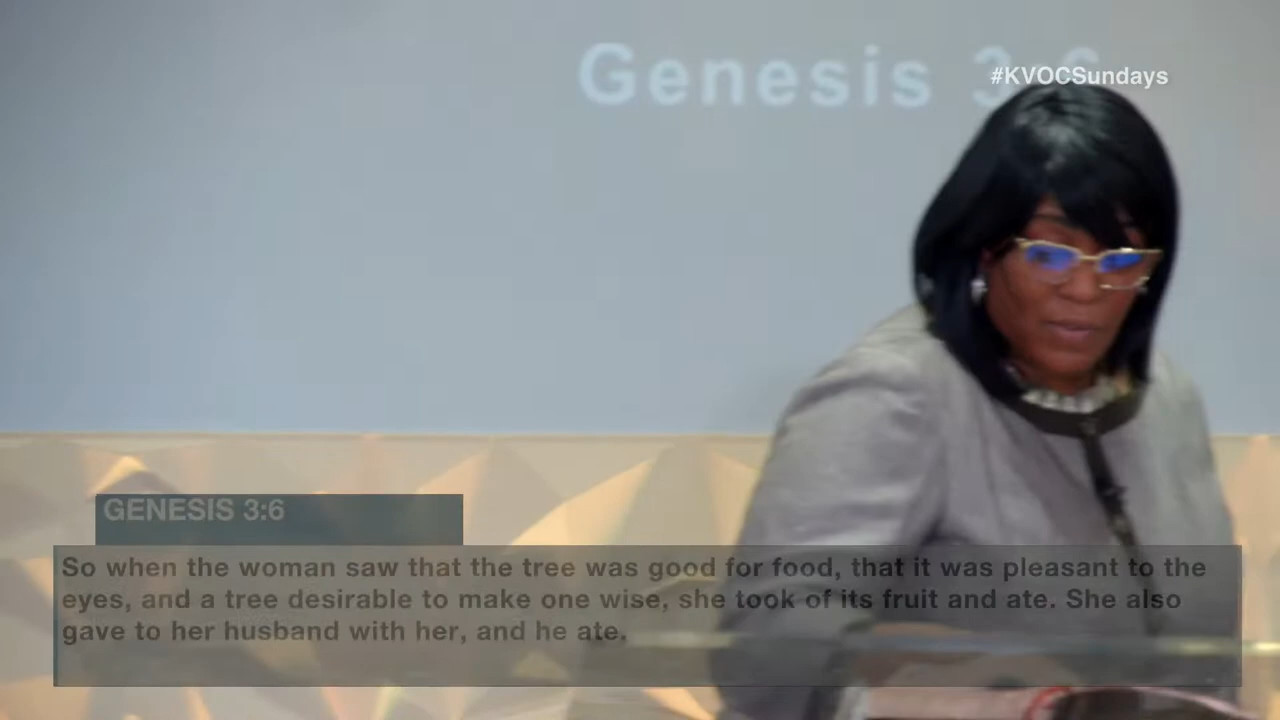 Genesis 3:6
#KVOCSundays
GENESIS 3:6
So when the woman saw that the tree was good for food, that it was pleasant to the
eyes, and a tree desirable to make one wise, she took of its fruit and ate. She also
gave to her husband with her, and he ate.